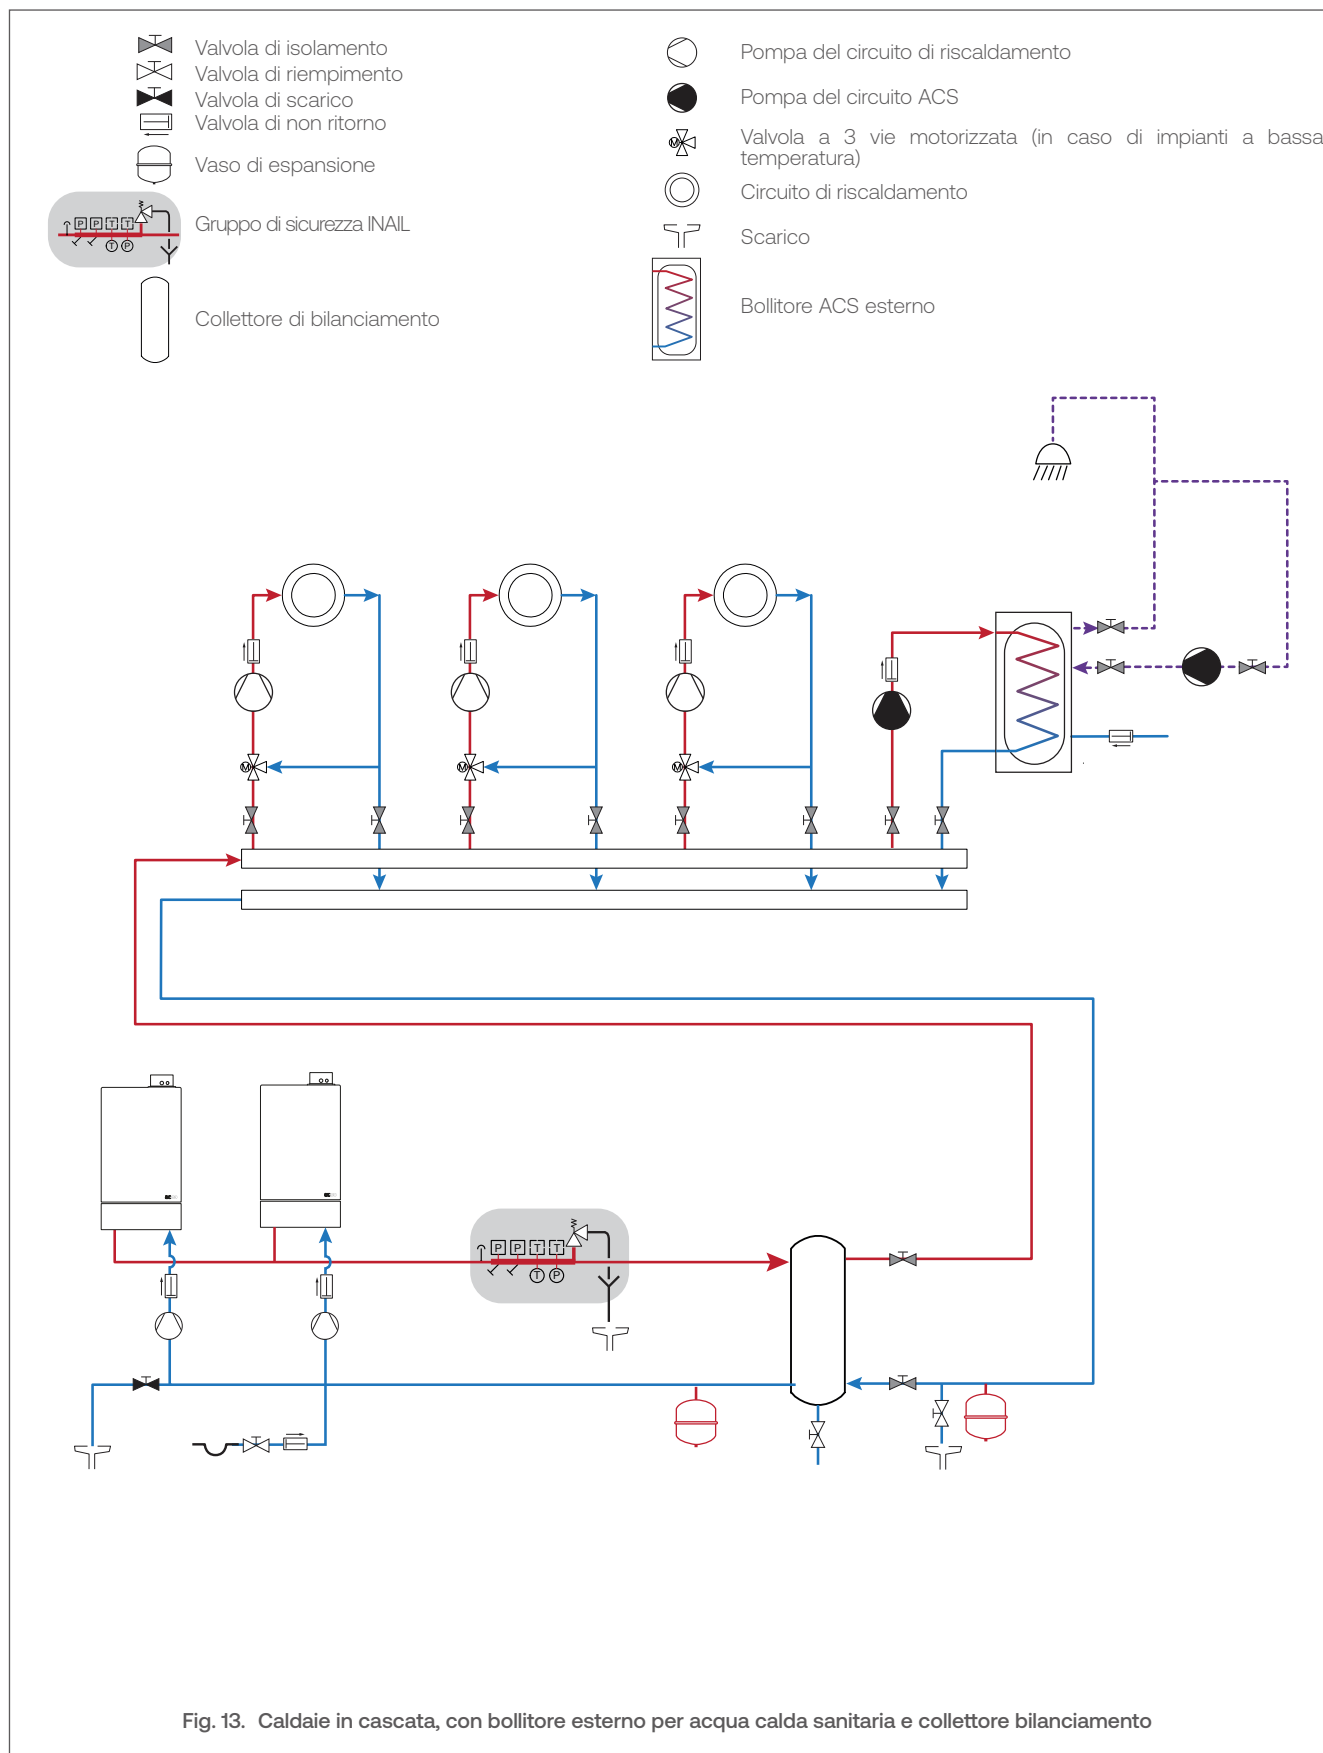 Valvola di isolamento
Valvola di riempimento
Valvola di scarico
Valvola di non ritorno
Vaso di espansione
P P T T
T P
Gruppo di sicurezza INAIL
Collettore di bilanciamento
Pompa del circuito di riscaldamento
Pompa del circuito ACS
M
Valvola a 3 vie motorizzata (in caso di impianti a bassa
temperatura)
Circuito di riscaldamento
Scarico
Bollitore ACS esterno
M
M
M
P P T T
T P
Fig. 13. Caldaie in cascata, con bollitore esterno per acqua calda sanitaria e collettore bilanciamento